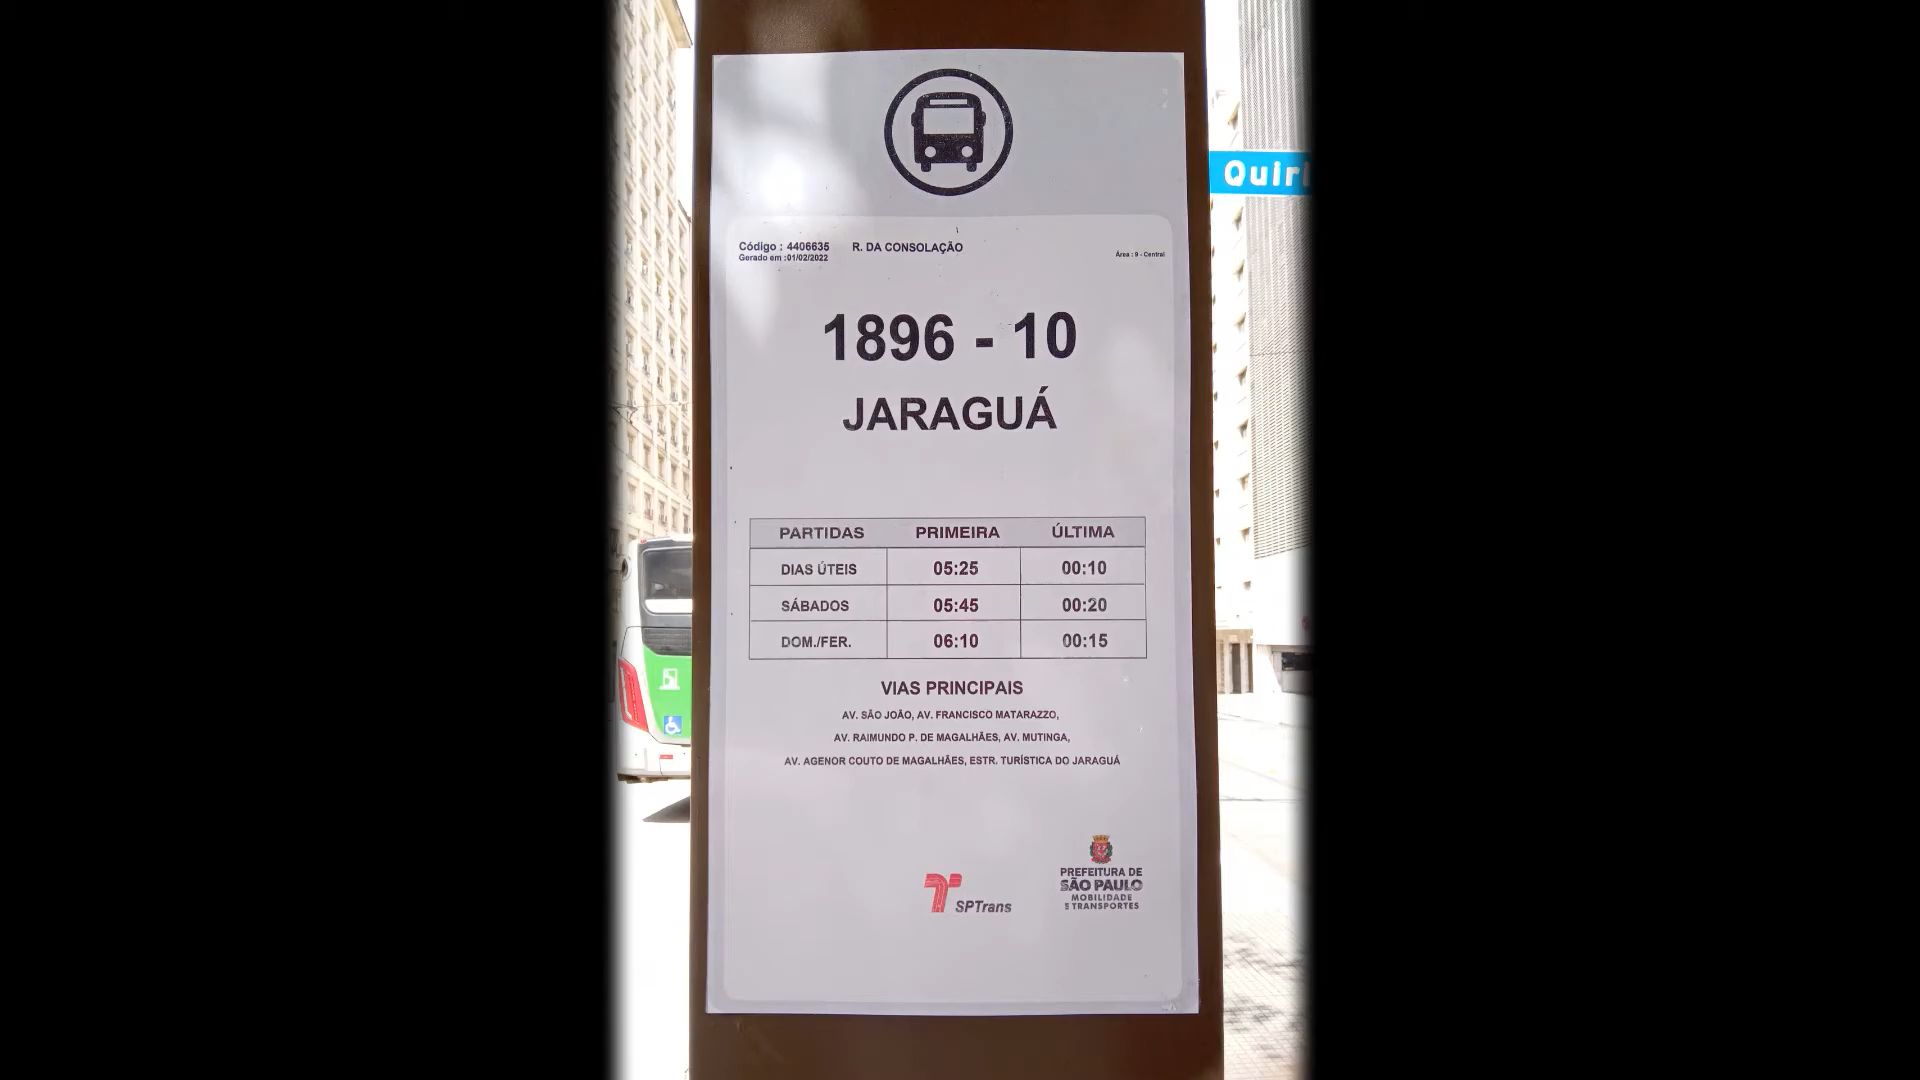 Quiri
Código : 4406635 R. DA CONSOLAÇÃO
Gerado em :01/02/2022
Área : 9 - Central
1896 - 10
JARAGUÁ
PARTIDAS PRIMEIRA ÚLTIMA
DIAS ÚTEIS 05:25 00:10
SÁBADOS 05:45 00:20
DOM./FER. 06:10 00:15
VIAS PRINCIPAIS
AV. SÃO JOÃO, AV. FRANCISCO MATARAZZO,
AV. RAIMUNDO P. DE MAGALHÃES, AV. MUTINGA,
AV. AGENOR COUTO DE MAGALHÃES, ESTR. TURÍSTICA DO JARAGUÁ
SPTrans
PREFEITURA DE
SÃO PAULO
MOBILIDADE
E TRANSPORTES